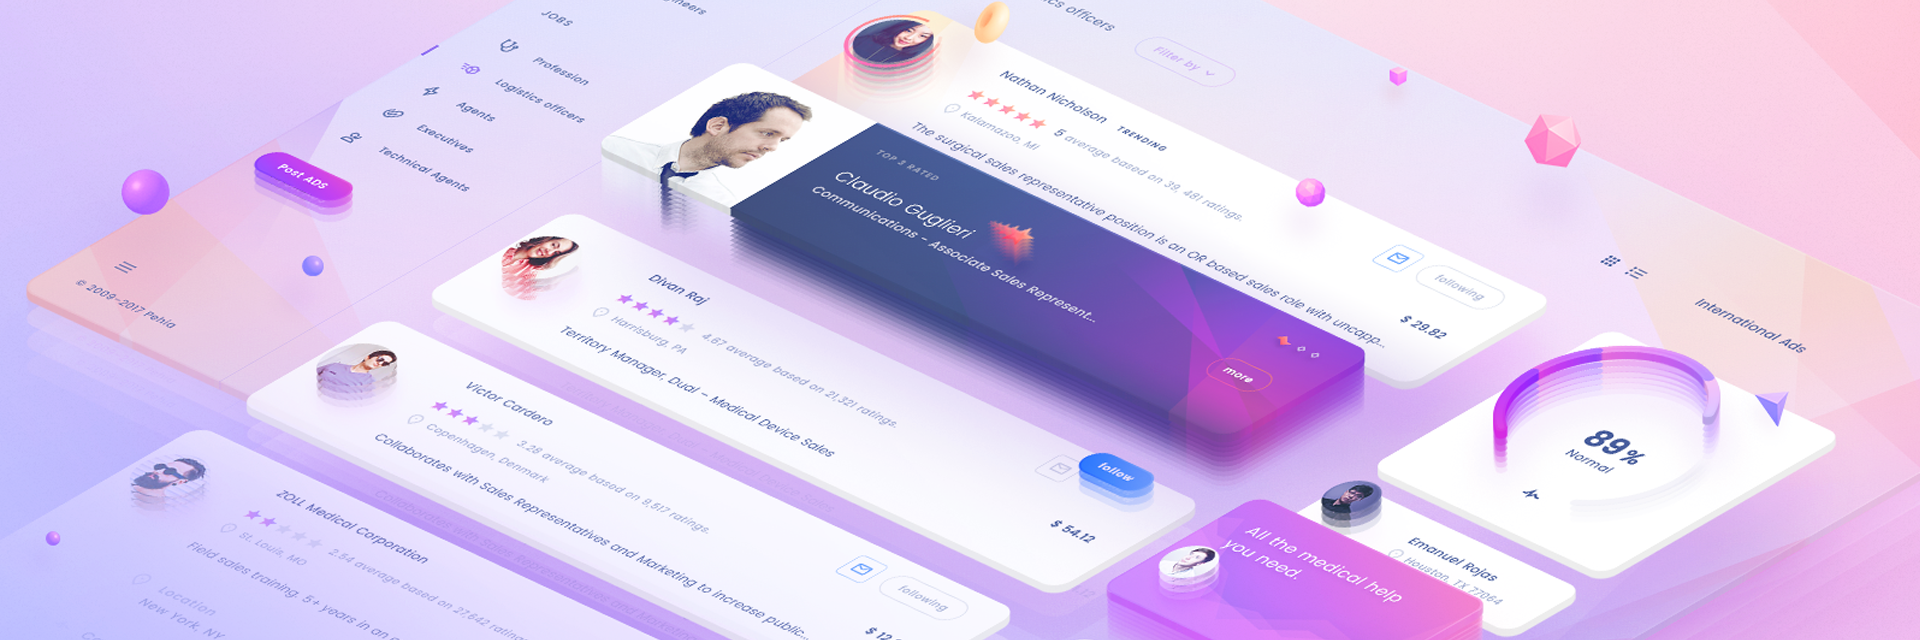 JOBS
Profession
Logistics officers
Agents
Executives
Technical Agents
Post ADS
© 2009-2017 Pehia
officers
Filter by
Nathan Nicholson TRENDING
5 average based on 39, 481 ratings.
Kalamazoo, MI
The surgical sales representative position is an OR based sales role with uncapp...
following
$ 29.82
TOP 3 RATED
Claudio Guglieri
Communications - Associate Sales Represent...
more
Divan Raj
4.67 average based on 21,321 ratings.
Harrisburg, PA
Territory Manager, Dual - Medical Device Sales
follow
$ 54.12
Victor Cardero
3.28 average based on 9,817 ratings.
Copenhagen, Denmark
Collaborates with Sales Representatives and Marketing to increase public...
following
ZOLL Medical Corporation
2.54 average based on 27,642 ratings
St. Louis, MO
Field sales training. 5+ years in an
Location
New York, NY
International Ads
89%
Normal
Emanuel Rojas
Houston, TX 77064
All the medical help
you need.